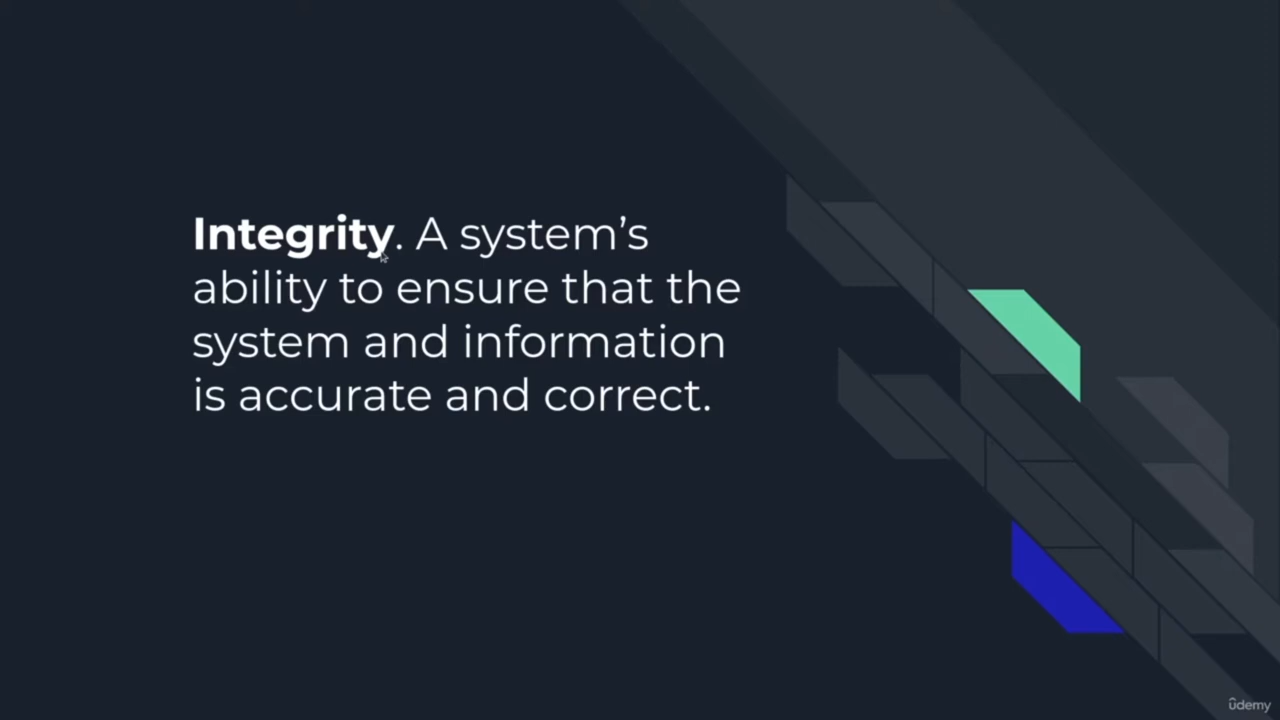 Integrity. A system’s
ability to ensure that the
system and information
is accurate and correct.
ûdemy